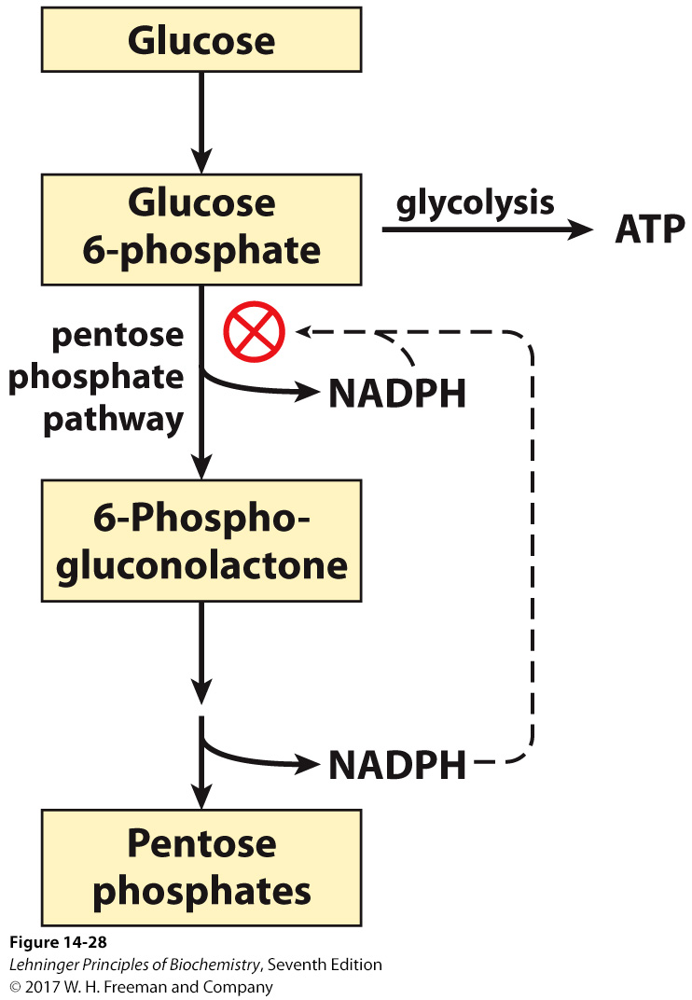 Glucose
Glucose
6-phosphate
glycolysis
ATP
pentose
phosphate
pathway
NADPH
6-Phospho-
gluconolactone
NADPH
Pentose
phosphates
Figure 14-28
Lehninger Principles of Biochemistry, Seventh Edition
© 2017 W. H. Freeman and Company